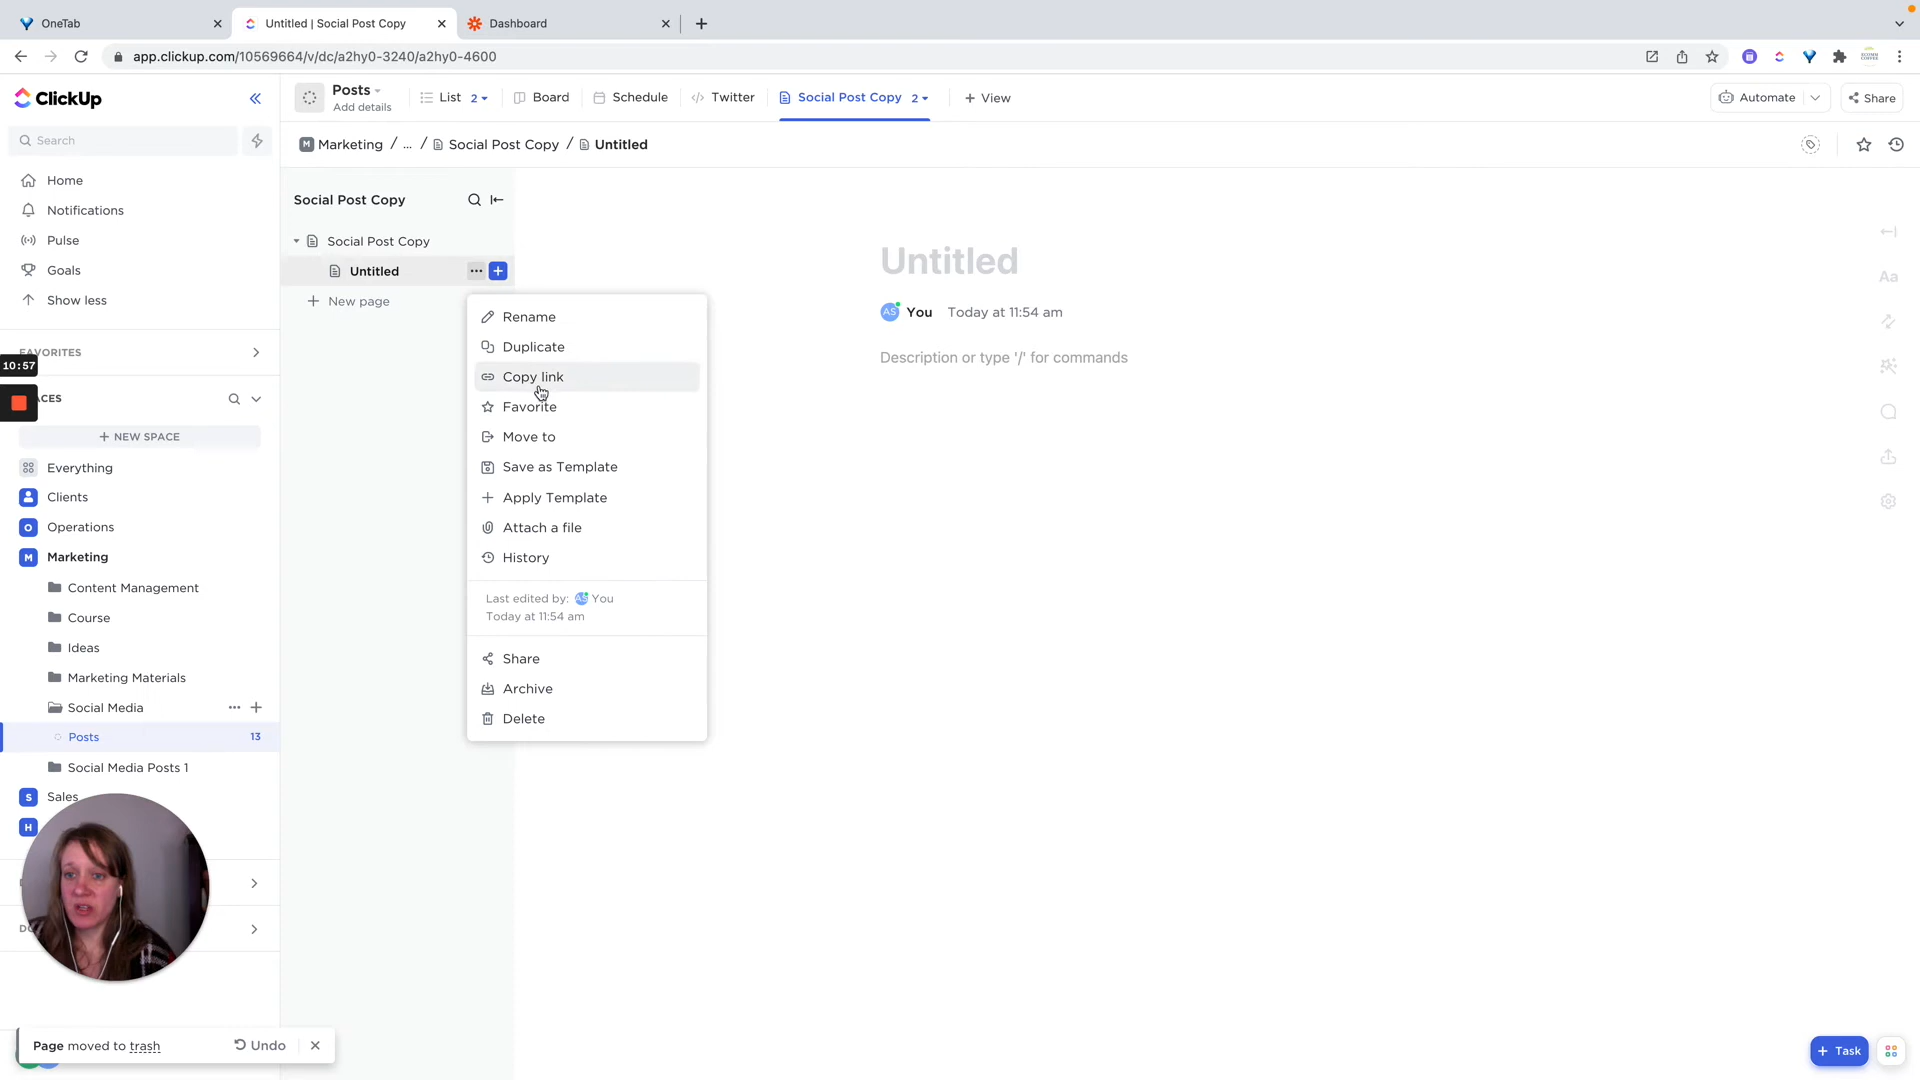 OneTab
Untitled | Social Post Copy
Dashboard
app.clickup.com/10569664/v/dc/a2hy0-3240/a2hy0-4600
ClickUp
Posts
Add details
List 2
Board
Schedule
Twitter
Social Post Copy 2
+ View
Automate
Share
Search
M Marketing / ... / Social Post Copy / Untitled
Home
Notifications
Pulse
Goals
Show less
FAVORITES
10:57
ACES
+ NEW SPACE
Everything
Clients
O Operations
M Marketing
Content Management
Course
Ideas
Marketing Materials
Social Media
Posts 13
Social Media Posts 1
S Sales
H
Social Post Copy
Social Post Copy
Untitled
+ New page
Rename
Duplicate
Copy link
Favorite
Move to
Save as Template
Apply Template
Attach a file
History
Last edited by: AS You
Today at 11:54 am
Share
Archive
Delete
Untitled
AS You Today at 11:54 am
Description or type '/' for commands
Aa
Page moved to trash
Undo
+ Task